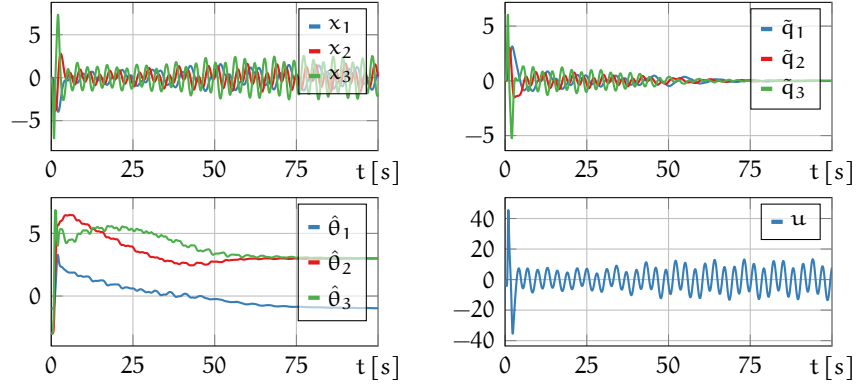 5
0
−5
x₁
x₂
x₃
0 25 50 75 t [s]
5
0
−5
q̃₁
q̃₂
q̃₃
0 25 50 75 t [s]
5
0
θ̂₁
θ̂₂
θ̂₃
0 25 50 75 t [s]
40
20
0
−20
−40
u
0 25 50 75 t [s]